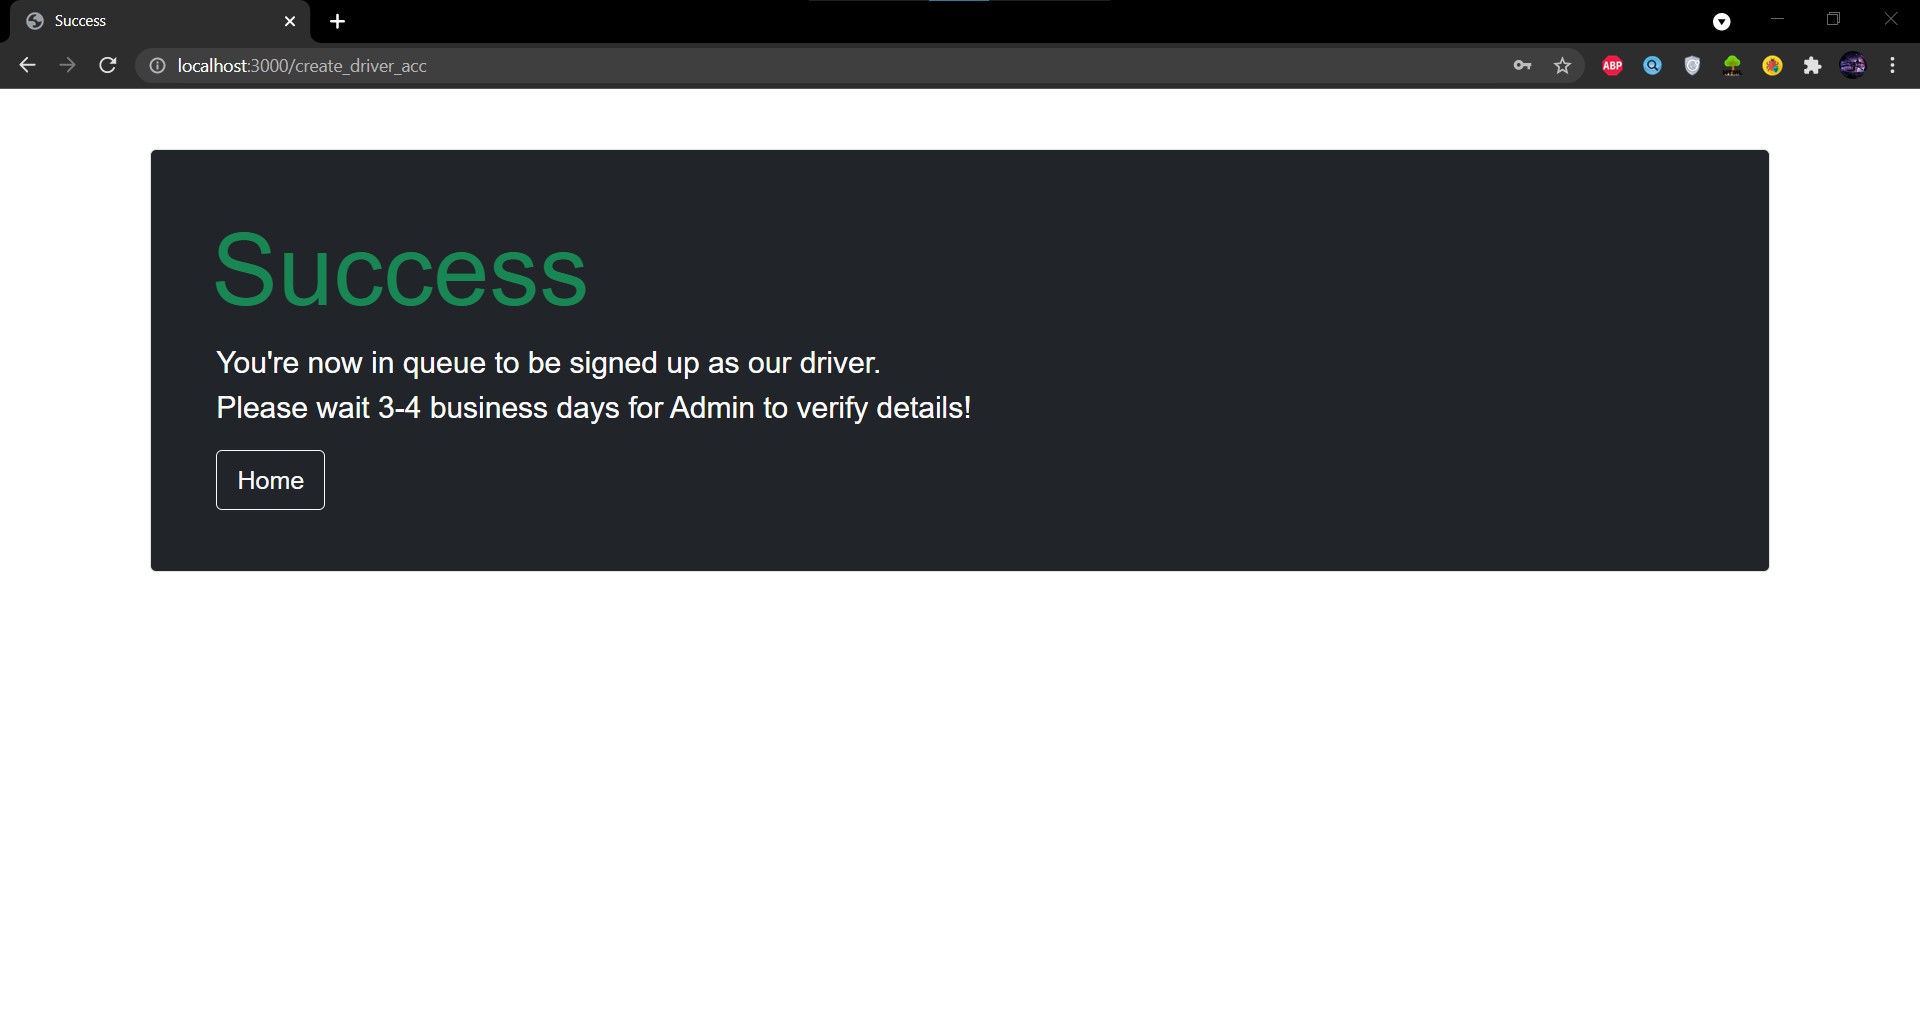 Success
localhost:3000/create_driver_acc
ABP
Success
You're now in queue to be signed up as our driver.
Please wait 3-4 business days for Admin to verify details!
Home